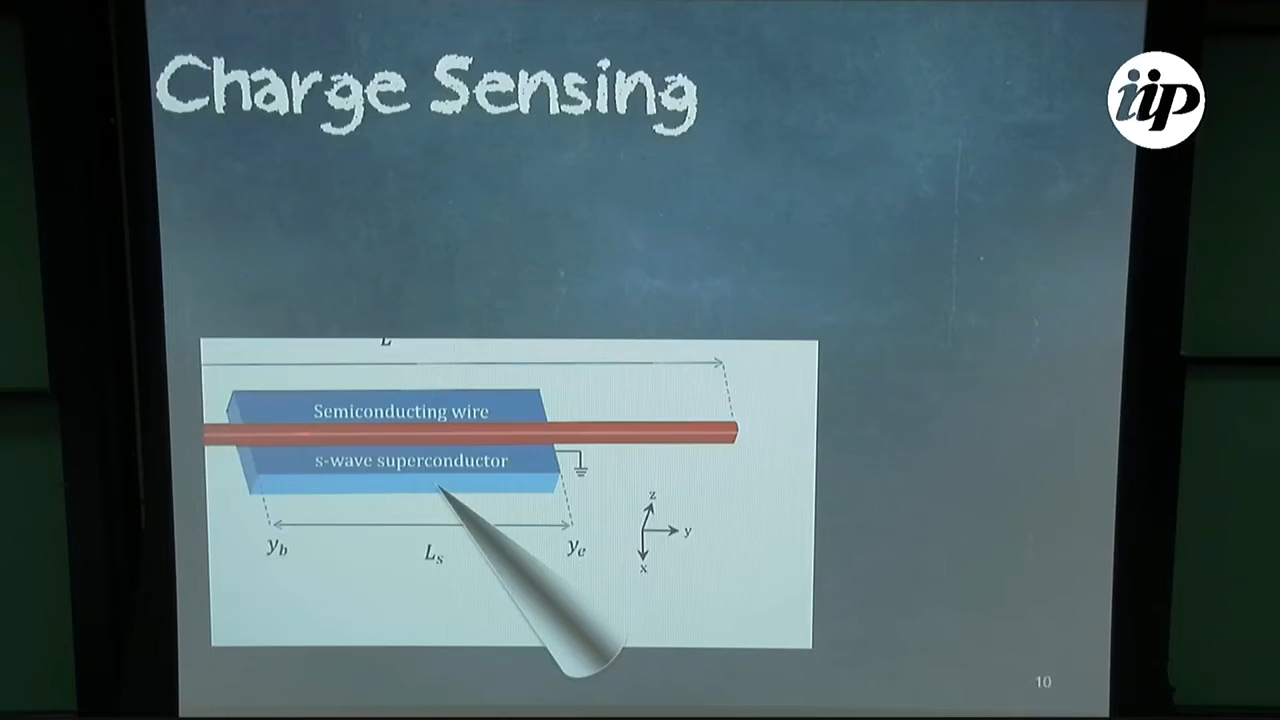 Charge Sensing
iip
L
Semiconducting wire
s-wave superconductor
z
y
x
y_b
L_s
y_e
10